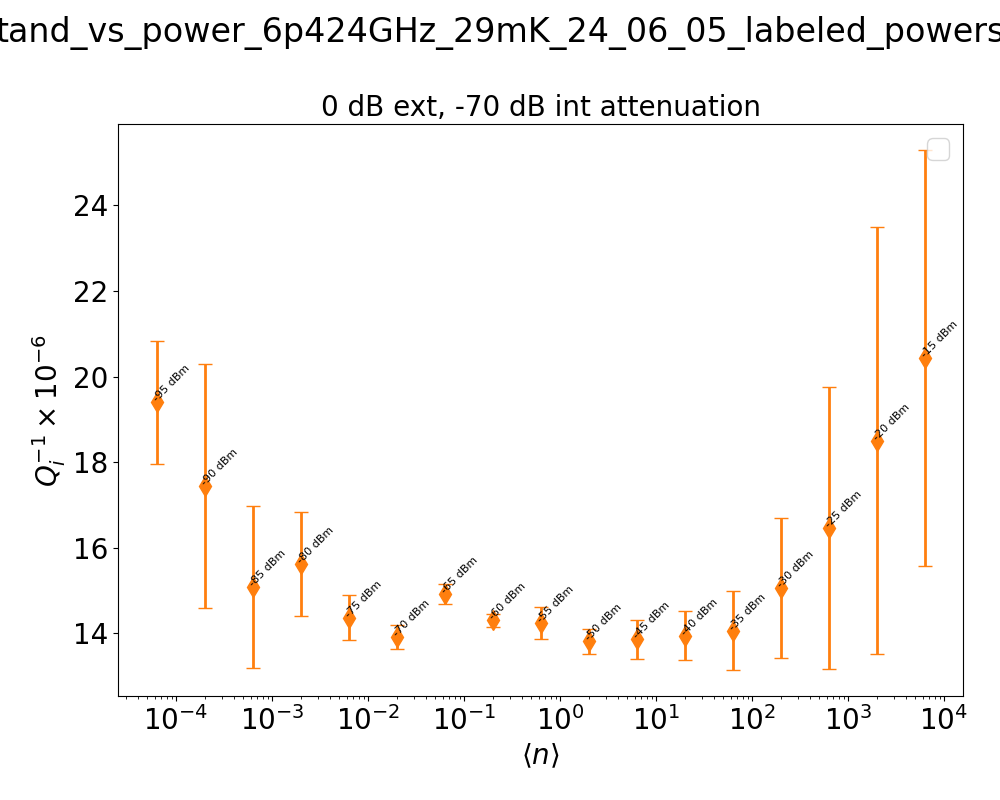 tand_vs_power_6p424GHz_29mK_24_06_05_labeled_powers
0 dB ext, -70 dB int attenuation
24
22
20
18
16
14
Q_i^{-1} × 10^{-6}
-95 dBm
-90 dBm
-85 dBm
-80 dBm
-75 dBm
-70 dBm
-65 dBm
-60 dBm
-55 dBm
-50 dBm
-45 dBm
-40 dBm
-35 dBm
-30 dBm
-25 dBm
-20 dBm
-15 dBm
10^{-4} 10^{-3} 10^{-2} 10^{-1} 10^0 10^1 10^2 10^3 10^4
⟨n⟩